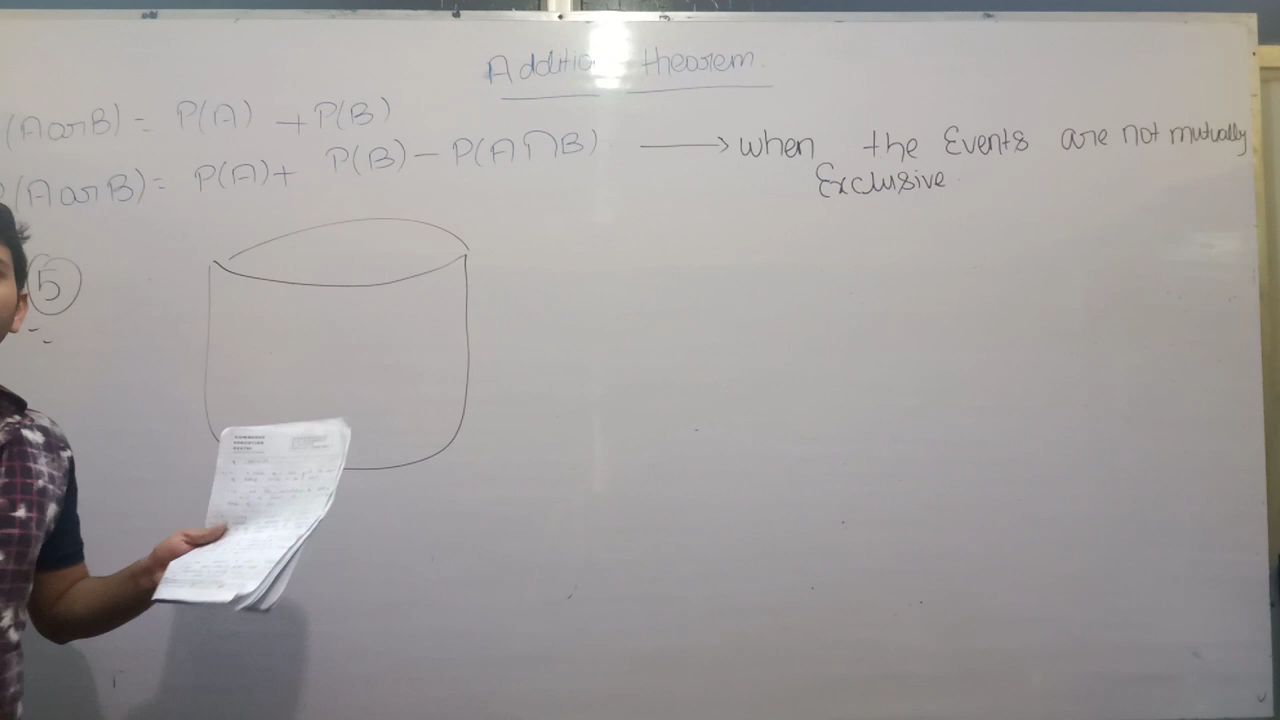 Additio theorem.
(A or B) = P(A) + P(B)
P(A or B) = P(A) + P(B) - P(A∩B) → when the Events are not mutually
Exclusive
5